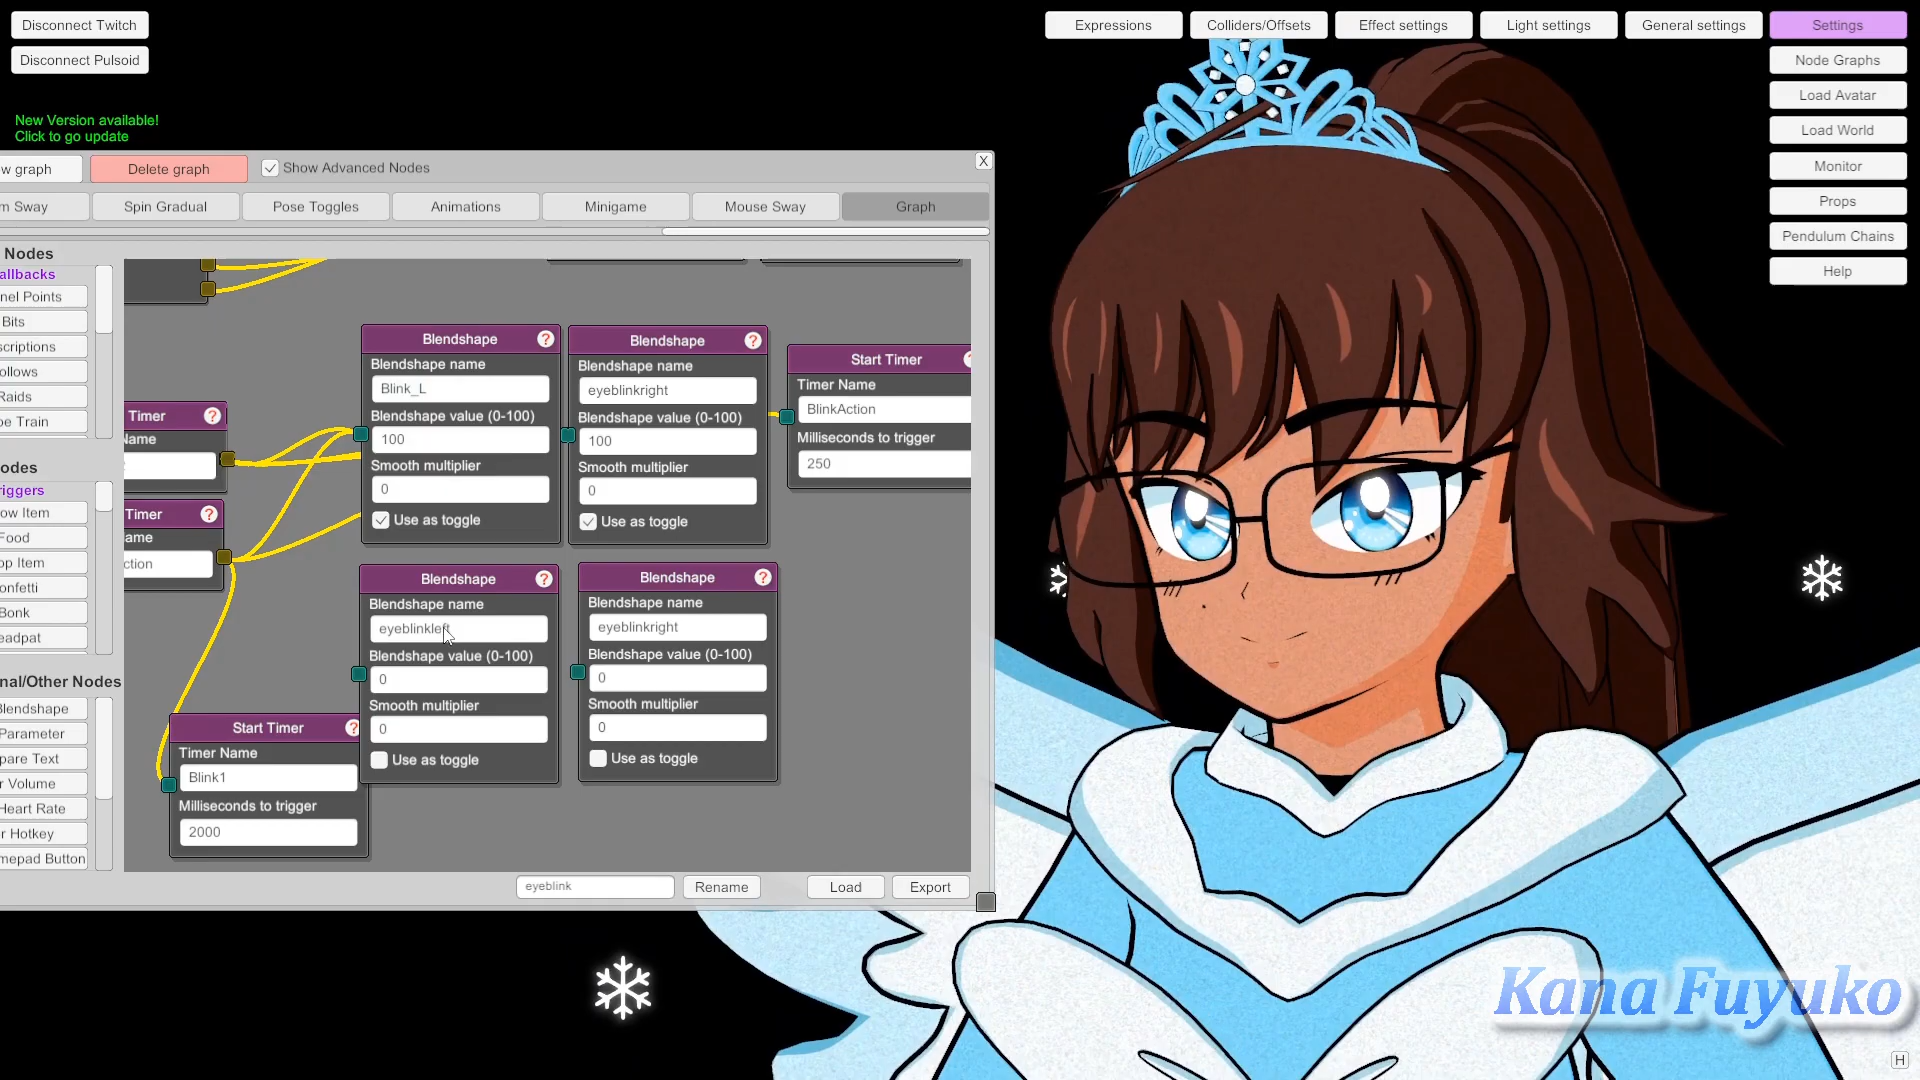 Disconnect Twitch
Disconnect Pulsoid
New Version available!
Click to go update
Expressions
Colliders/Offsets
Effect settings
Light settings
General settings
Settings
Node Graphs
Load Avatar
Load World
Monitor
Props
Pendulum Chains
Help
w graph
Delete graph
Show Advanced Nodes
X
m Sway
Spin Gradual
Pose Toggles
Animations
Minigame
Mouse Sway
Graph
Nodes
allbacks
nel Points
Bits
scriptions
ollows
Raids
pe Train
odes
riggers
row Item
Food
op Item
onfetti
Bonk
eadpat
nal/Other Nodes
Blendshape
Parameter
pare Text
r Volume
Heart Rate
r Hotkey
mepad Button
Timer ?
Name
Timer ?
ame
ction
Start Timer ?
Timer Name
Blink1
Milliseconds to trigger
2000
Blendshape ?
Blendshape name
Blink_L
Blendshape value (0-100)
100
Smooth multiplier
0
Use as toggle
Blendshape ?
Blendshape name
eyeblinkright
Blendshape value (0-100)
100
Smooth multiplier
0
Use as toggle
Start Timer ?
Timer Name
BlinkAction
Milliseconds to trigger
250
Blendshape ?
Blendshape name
eyeblinkleft
Blendshape value (0-100)
0
Smooth multiplier
0
Use as toggle
Blendshape ?
Blendshape name
eyeblinkright
Blendshape value (0-100)
0
Smooth multiplier
0
Use as toggle
eyeblink
Rename
Load
Export
Kana Fuyuko
H